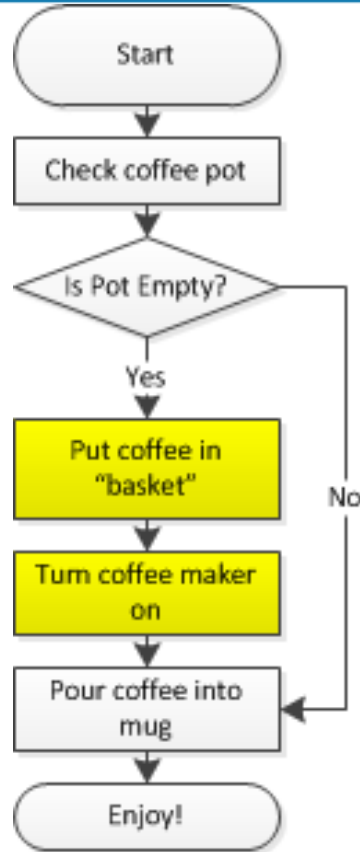 Start
Check coffee pot
Is Pot Empty?
Yes
Put coffee in
“basket”
No
Turn coffee maker
on
Pour coffee into
mug
Enjoy!